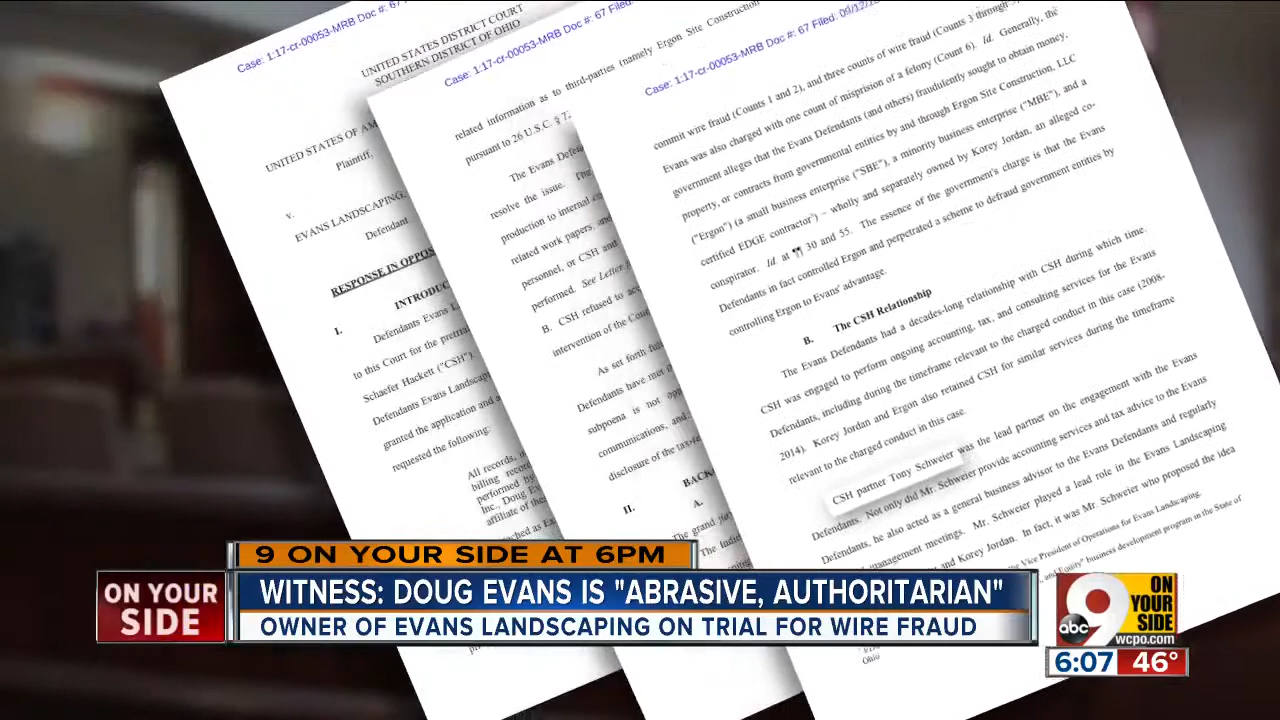 Case: 1:17-cr-00053-MRB Doc #: 67 Fi
UNITED STATES DISTRICT COURT
SOUTHERN DISTRICT OF OHIO
UNITED STATES OF AM
Plaintiff,
v.
EVANS LANDSCAPING,
Defendant
RESPONSE IN OPPOS
I. INTRODUC
Defendants Evans L
to this Court for the pretria
Schaefer Hackett ("CSH").
Defendants Evans Landscap
granted the application and a
requested the following:
All records, i
billing recor
performed by
Inc., Doug Ev
affiliate of thes
Case: 1:17-cr-00053-MRB Doc #: 67 Filed:
related information as to third-parties (namely Ergon Site Construction
pursuant to 26 U.S.C. § 7
The Evans Defen
resolve the issue.
production to internal
related work papers, and
personnel, or CSH and
performed. See Letter
B. CSH refused to
intervention of the Cour
As set forth full
Defendants have met
subpoena is not opp
communications, and
disclosure of the tax
II. BACK
A.
The grand
Case: 1:17-cr-00053-MRB Doc #: 67 Filed: 09/12/18
commit wire fraud (Counts 1 and 2), and three counts of wire fraud (Counts 3 through
Evans was also charged with one count of misprision of a felony (Count 6). Id. Generally, the
government alleges that the Evans Defendants (and others) fraudulently sought to obtain money,
property, or contracts from governmental entities by and through Ergon Site Construction, LLC
("Ergon") (a small business enterprise ("SBE"), a minority business enterprise ("MBE"), and a
certified EDGE contractor¹) – wholly and separately owned by Korey Jordan, an alleged co-
conspirator. Id. at ¶¶ 30 and 55. The essence of the government's charge is that the Evans
Defendants in fact controlled Ergon and perpetrated a scheme to defraud government entities by
controlling Ergon to Evans' advantage.
B. The CSH Relationship
The Evans Defendants had a decades-long relationship with CSH during which time.
CSH was engaged to perform ongoing accounting, tax, and consulting services for the Evans
Defendants, including during the timeframe relevant to the charged conduct in this case (2008-
2014). Korey Jordan and Ergon also retained CSH for similar services during the timeframe
relevant to the charged conduct in this case.
CSH partner Tony Schweier was the lead partner on the engagement with the Evans
Defendants. Not only did Mr. Schweier provide accounting services and tax advice to the Evans
Defendants, he also acted as a general business advisor to the Evans Defendants and regularly
management meetings. Mr. Schweier played a lead role in the Evans Landscaping
and Korey Jordan. In fact, it was Mr. Schweier who proposed the idea
the Vice President of Operations for Evans Landscaping.
and Equity" business development program in the State of
Ohio
9 ON YOUR SIDE AT 6PM
ON YOUR
SIDE
WITNESS: DOUG EVANS IS "ABRASIVE, AUTHORITARIAN"
OWNER OF EVANS LANDSCAPING ON TRIAL FOR WIRE FRAUD
abc 9 ON
YOUR
SIDE
wcpo.com
6:07 46°